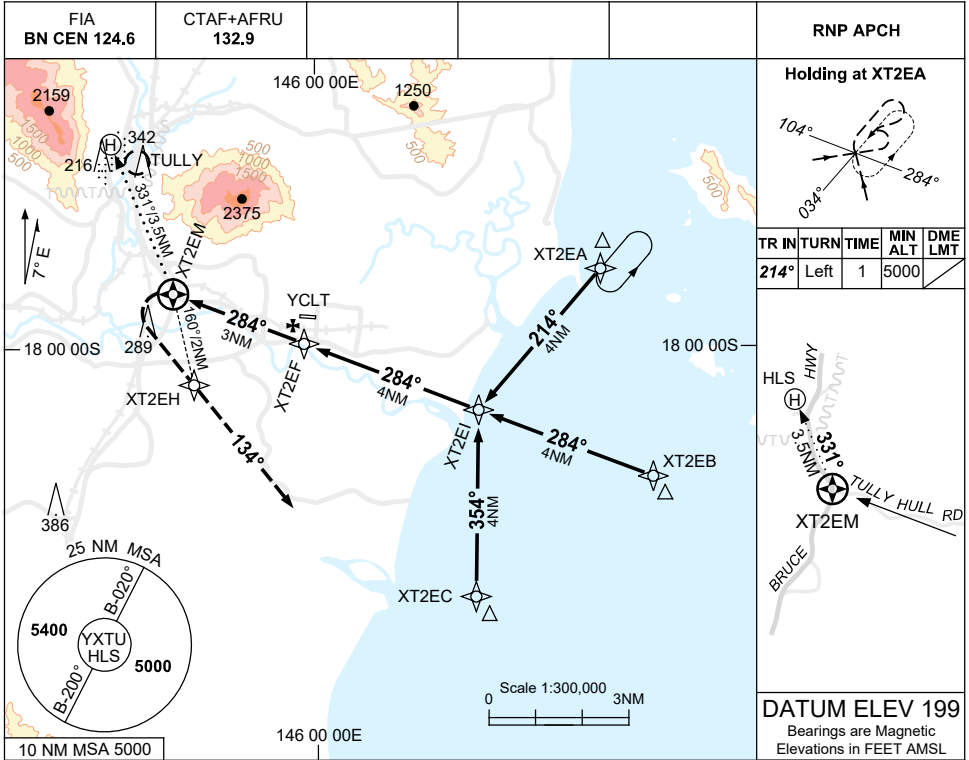 FIA
BN CEN 124.6
CTAF+AFRU
132.9
RNP APCH
146 00 00E
2159
1500
1000
500
1250
500
H
342
216
TULLY
500
1000
1500
2375
500
331°/3.5NM
XT2EM
7° E
XT2EA
YCLT
284°
3NM
214°
4NM
160°/2NM
289
18 00 00S
18 00 00S
XT2EH
XT2EF
284°
4NM
XT2EI
284°
4NM
XT2EB
134°
354°
4NM
386
XT2EC
25 NM MSA
B-020°
5400
YXTU
HLS
5000
B-200°
Scale 1:300,000
0
3NM
146 00 00E
10 NM MSA 5000
Holding at XT2EA
104°
284°
034°
TR IN
TURN
TIME
MIN
ALT
DME
LMT
214°
Left
1
5000
HWY
HLS
H
331°
3.5NM
TULLY HULL RD
XT2EM
BRUCE
DATUM ELEV 199
Bearings are Magnetic
Elevations in FEET AMSL